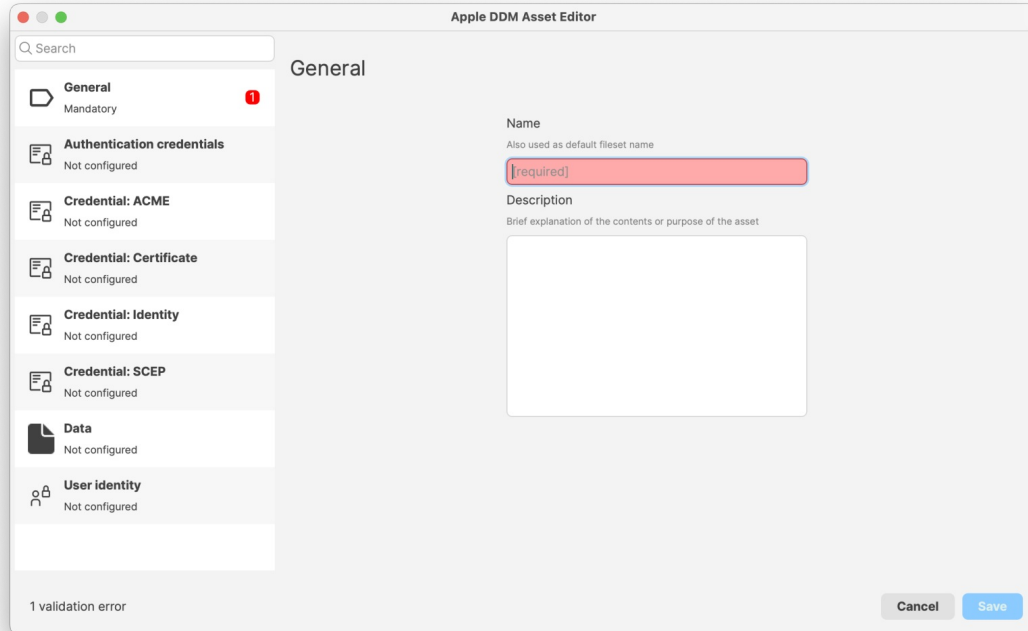 Apple DDM Asset Editor
Search
General
Mandatory
1
Authentication credentials
Not configured
Credential: ACME
Not configured
Credential: Certificate
Not configured
Credential: Identity
Not configured
Credential: SCEP
Not configured
Data
Not configured
User identity
Not configured
General
Name
Also used as default fileset name
[required]
Description
Brief explanation of the contents or purpose of the asset
1 validation error
Cancel
Save